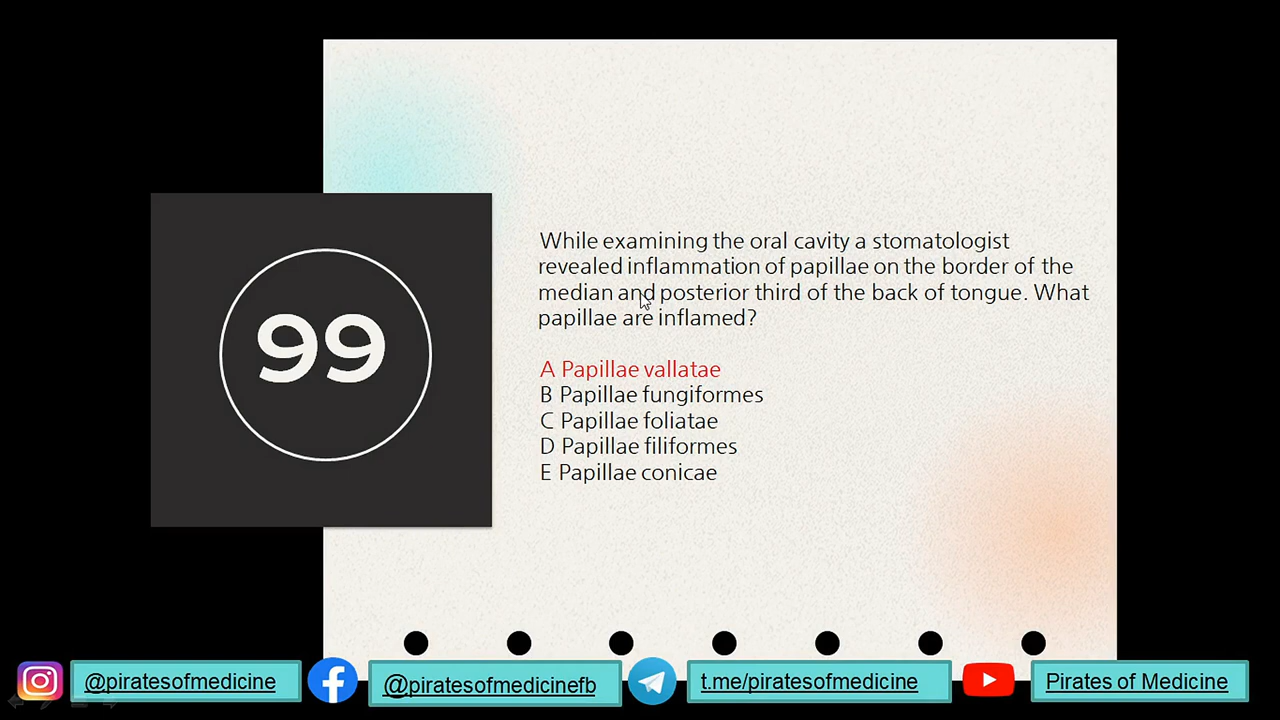 99
While examining the oral cavity a stomatologist
revealed inflammation of papillae on the border of the
median and posterior third of the back of tongue. What
papillae are inflamed?
A Papillae vallatae
B Papillae fungiformes
C Papillae foliatae
D Papillae filiformes
E Papillae conicae
@piratesofmedicine
@piratesofmedicinefb
t.me/piratesofmedicine
Pirates of Medicine